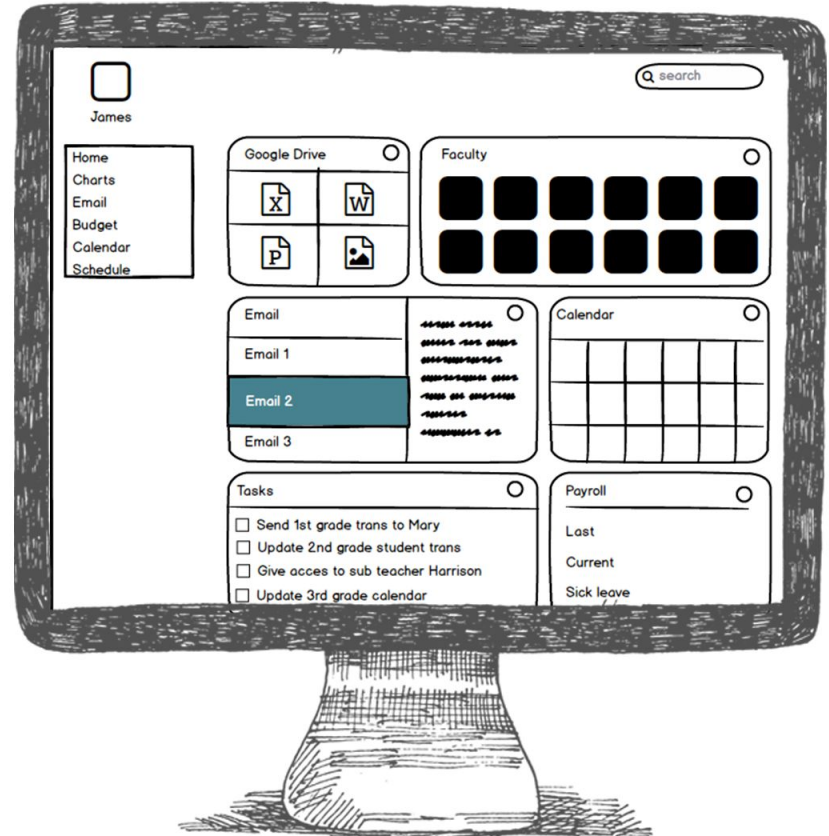 search
James
Home
Charts
Email
Budget
Calendar
Schedule
Google Drive
X
W
P
Faculty
Email
Email 1
Email 2
Email 3
Calendar
Tasks
Send 1st grade trans to Mary
Update 2nd grade student trans
Give acces to sub teacher Harrison
Update 3rd grade calendar
Payroll
Last
Current
Sick leave